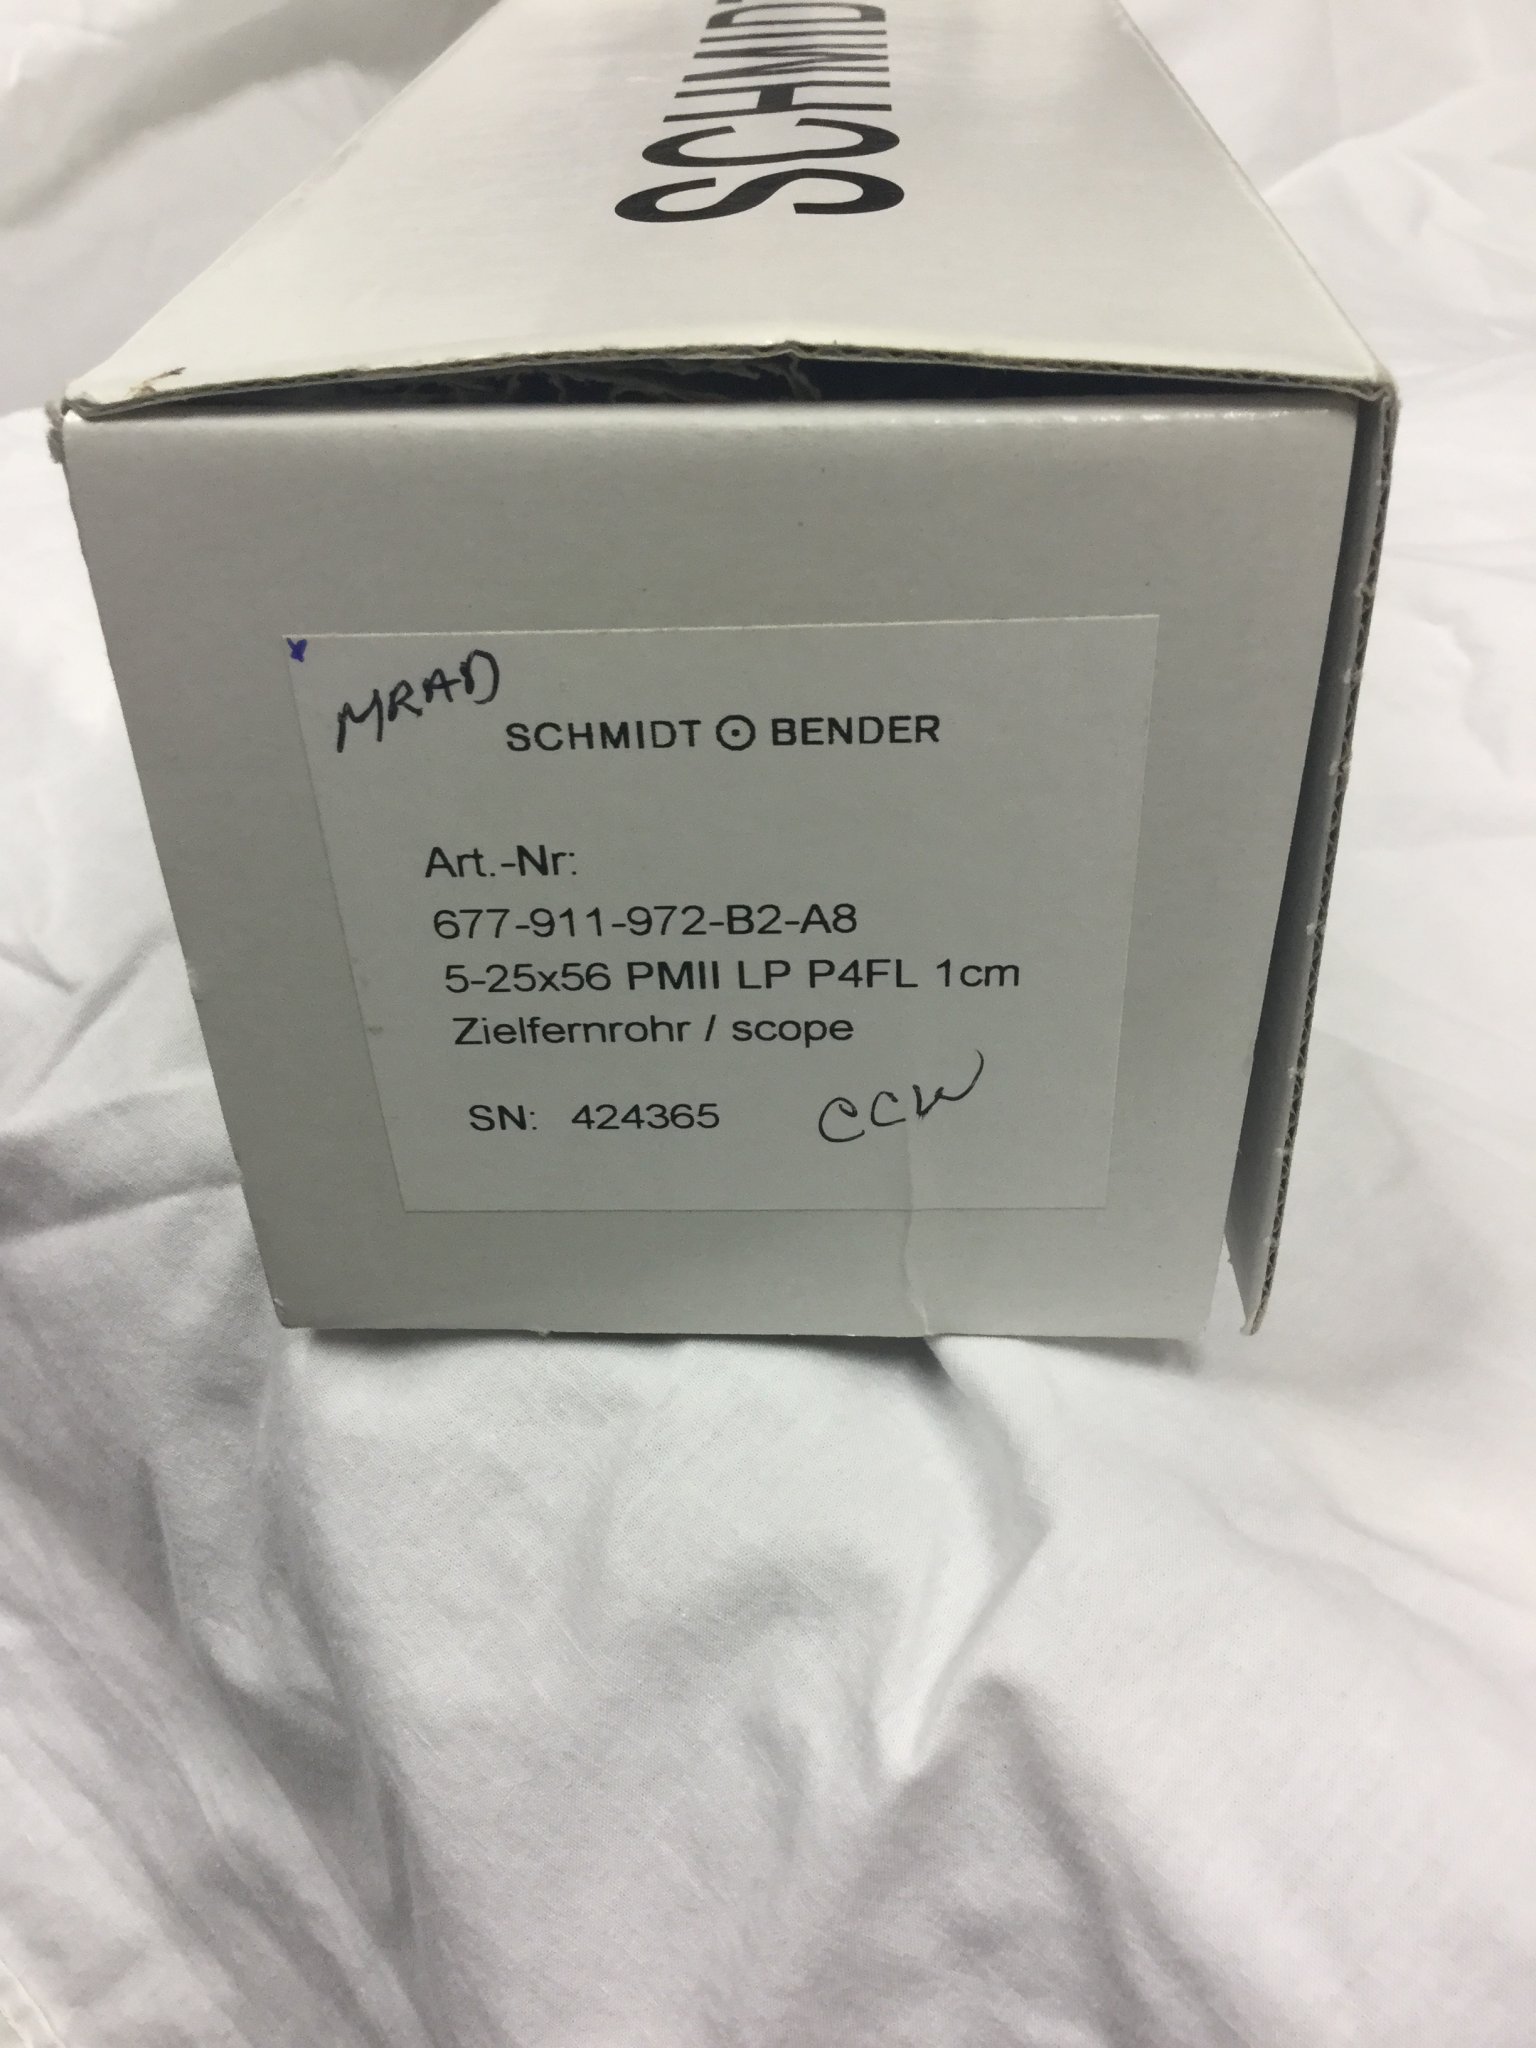 SCHMIDT
MRAD
SCHMIDT BENDER
Art.-Nr:
677-911-972-B2-A8
5-25x56 PMII LP P4FL 1cm
Zielfernrohr / scope
SN: 424365
CCW